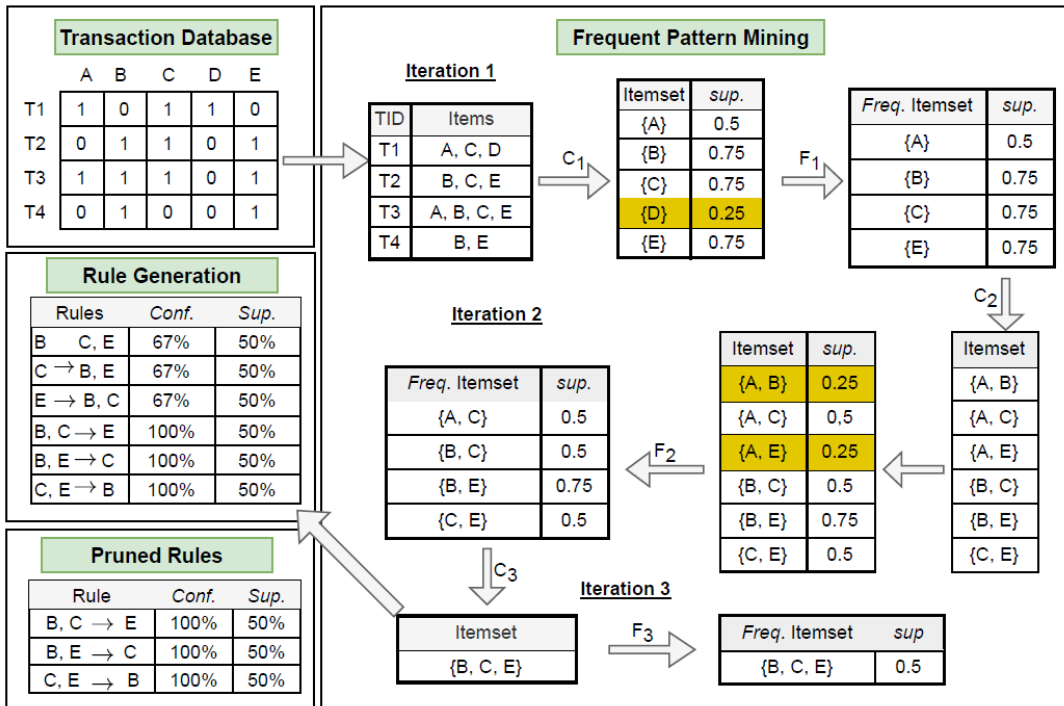 Transaction Database
A B C D E
T1 1 0 1 1 0
T2 0 1 1 0 1
T3 1 1 1 0 1
T4 0 1 0 0 1
Rule Generation
Rules Conf. Sup.
B C, E 67% 50%
C → B, E 67% 50%
E → B, C 67% 50%
B, C → E 100% 50%
B, E → C 100% 50%
C, E → B 100% 50%
Pruned Rules
Rule Conf. Sup.
B, C → E 100% 50%
B, E → C 100% 50%
C, E → B 100% 50%
Frequent Pattern Mining
Iteration 1
TID Items
T1 A, C, D
T2 B, C, E
T3 A, B, C, E
T4 B, E
C1
Itemset sup.
{A} 0.5
{B} 0.75
{C} 0.75
{D} 0.25
{E} 0.75
F1
Freq. Itemset sup.
{A} 0.5
{B} 0.75
{C} 0.75
{E} 0.75
C2
Iteration 2
Itemset
{A, B}
{A, C}
{A, E}
{B, C}
{B, E}
{C, E}
Itemset sup.
{A, B} 0.25
{A, C} 0,5
{A, E} 0.25
{B, C} 0.5
{B, E} 0.75
{C, E} 0.5
F2
Freq. Itemset sup.
{A, C} 0.5
{B, C} 0.5
{B, E} 0.75
{C, E} 0.5
C3
Iteration 3
Itemset
{B, C, E}
F3
Freq. Itemset sup
{B, C, E} 0.5